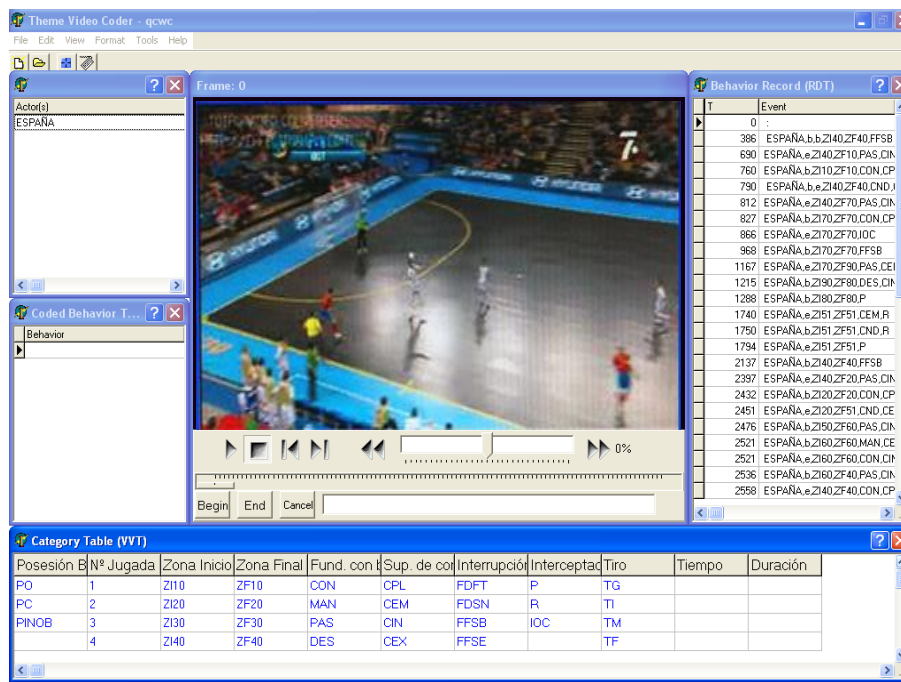 Theme Video Coder - qcwc
File Edit View Format Tools Help
Actor(s)
ESPAÑA
Coded Behavior T...
Behavior
Frame: 0
HYUNDAI
7
0%
Begin End Cancel
Behavior Record (RDT)
T Event
0 :
386 ESPAÑA,b,b,ZI40,ZF40,FFSB
690 ESPAÑA,e,ZI40,ZF10,PAS,CIN
760 ESPAÑA,b,ZI10,ZF10,CON,CP
790 ESPAÑA,b,e,ZI40,ZF40,CND,
812 ESPAÑA,e,ZI40,ZF70,PAS,CIN
827 ESPAÑA,b,ZI70,ZF70,CON,CP
866 ESPAÑA,e,ZI70,ZF70,IOC
968 ESPAÑA,b,ZI70,ZF70,FFSB
1167 ESPAÑA,e,ZI70,ZF90,PAS,CEI
1215 ESPAÑA,b,ZI90,ZF80,DES,CIN
1288 ESPAÑA,b,ZI80,ZF80,P
1740 ESPAÑA,e,ZI51,ZF51,CEM,R
1750 ESPAÑA,b,ZI51,ZF51,CND,R
1794 ESPAÑA,e,ZI51,ZF51,P
2137 ESPAÑA,b,ZI40,ZF40,FFSB
2397 ESPAÑA,e,ZI40,ZF20,PAS,CIN
2432 ESPAÑA,b,ZI20,ZF20,CON,CP
2451 ESPAÑA,e,ZI20,ZF51,CND,CE
2476 ESPAÑA,b,ZI50,ZF60,PAS,CIN
2521 ESPAÑA,b,ZI60,ZF60,MAN,CE
2521 ESPAÑA,e,ZI60,ZF60,CON,CIN
2536 ESPAÑA,b,ZI60,ZF40,PAS,CIN
2558 ESPAÑA,e,ZI40,ZF40,CON,CP
Category Table (VVT)
Posesión B Nº Jugada Zona Inicio Zona Final Fund. con b Sup. de con Interrupción Interceptac Tiro Tiempo Duración
PO 1 ZI10 ZF10 CON CPL FDFT P TG
PC 2 ZI20 ZF20 MAN CEM FDSN R TI
PINOB 3 ZI30 ZF30 PAS CIN FFSB IOC TM
4 ZI40 ZF40 DES CEX FFSE TF